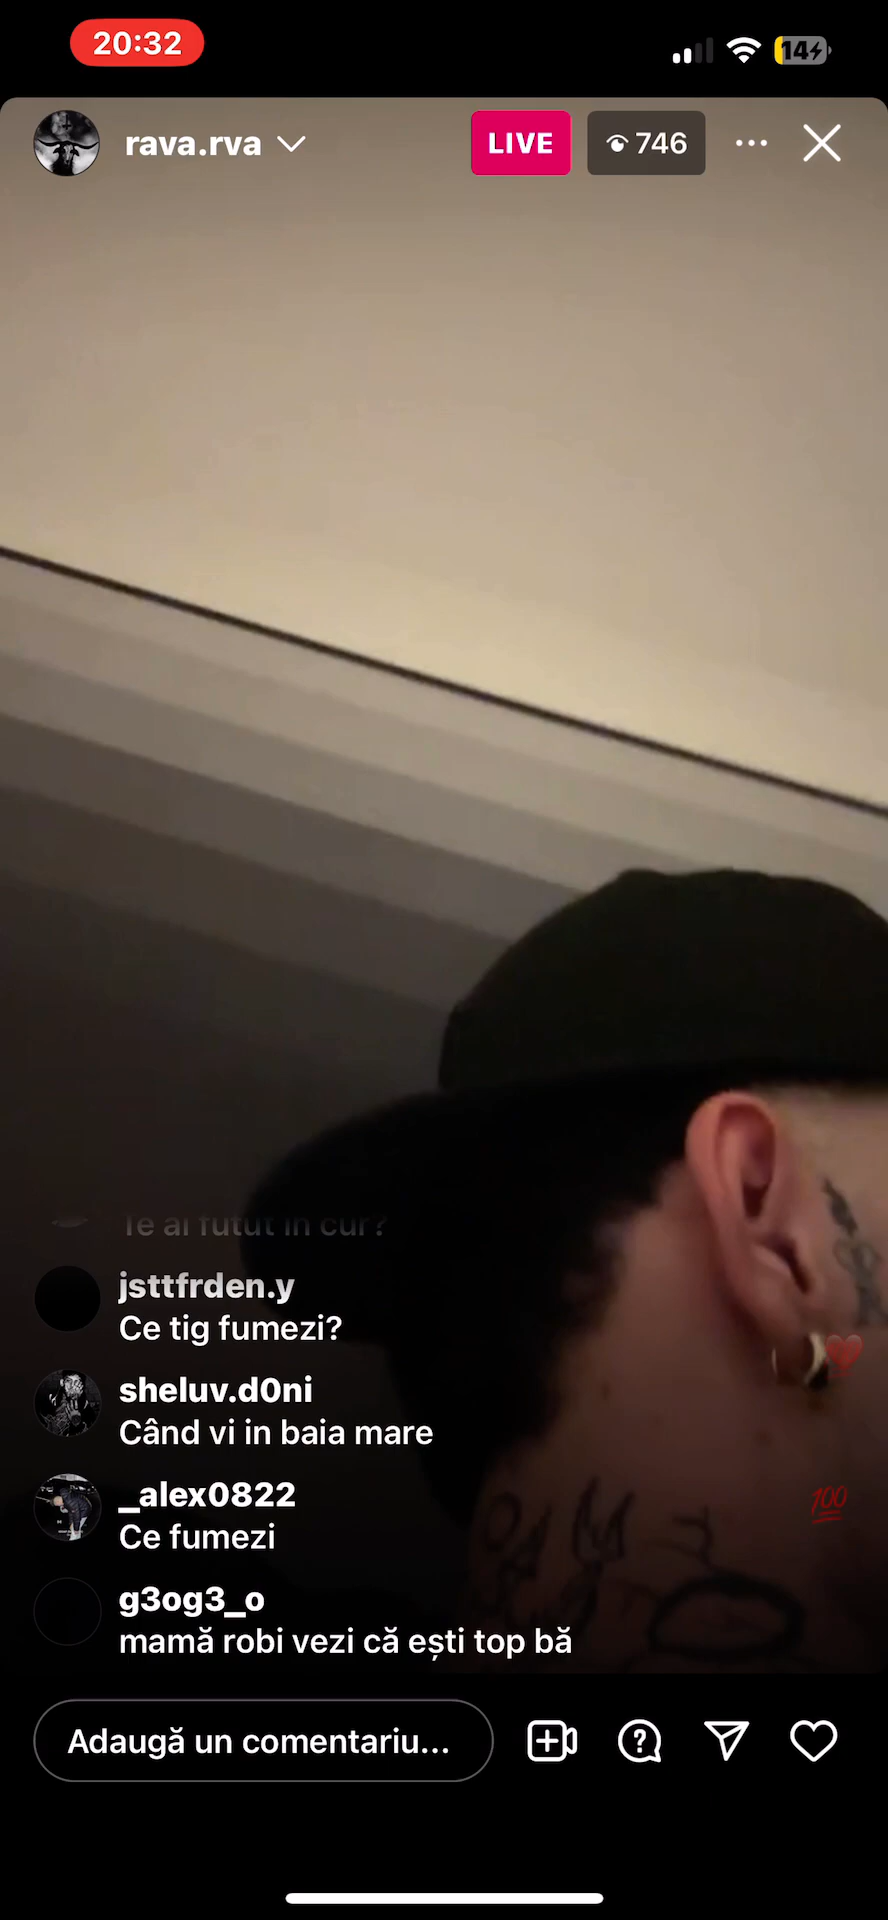 20:32
14
rava.rva
LIVE
746
Te ai futut in cur?
jsttfrden.y
Ce tig fumezi?
sheluv.d0ni
Când vi in baia mare
_alex0822
Ce fumezi
100
g3og3_o
mamă robi vezi că ești top bă
Adaugă un comentariu...